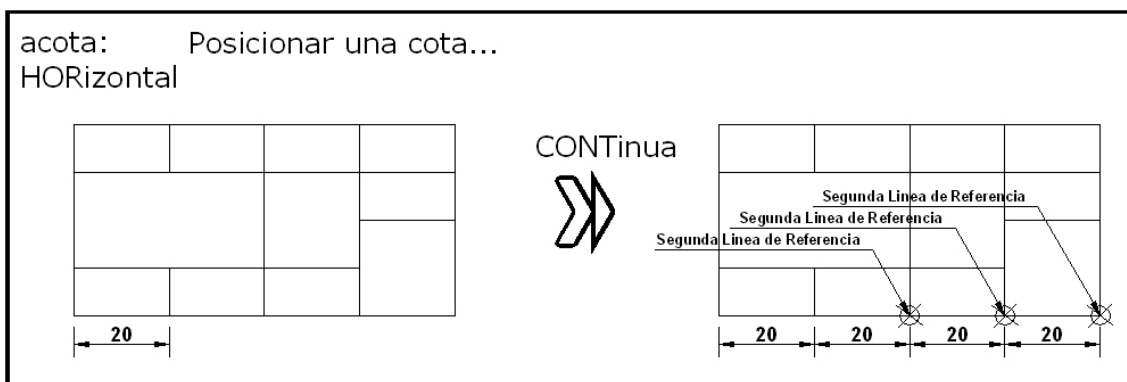 acota: Posicionar una cota...
HORizontal
CONTinua
Segunda Linea de Referencia
Segunda Linea de Referencia
Segunda Linea de Referencia
20
20 20 20 20